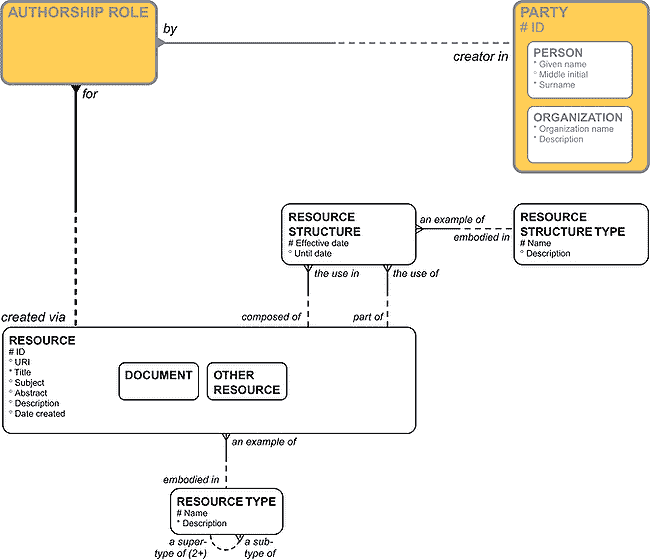 AUTHORSHIP ROLE
by
creator in
PARTY
# ID
PERSON
* Given name
° Middle initial
* Surname
ORGANIZATION
* Organization name
* Description
for
RESOURCE
STRUCTURE
# Effective date
° Until date
an example of
embodied in
RESOURCE
STRUCTURE TYPE
# Name
° Description
the use in
the use of
created via
composed of
part of
RESOURCE
# ID
° URI
* Title
° Subject
° Abstract
° Description
° Date created
DOCUMENT
OTHER
RESOURCE
an example of
embodied in
RESOURCE TYPE
# Name
* Description
a super-
type of (2+)
a sub-
type of